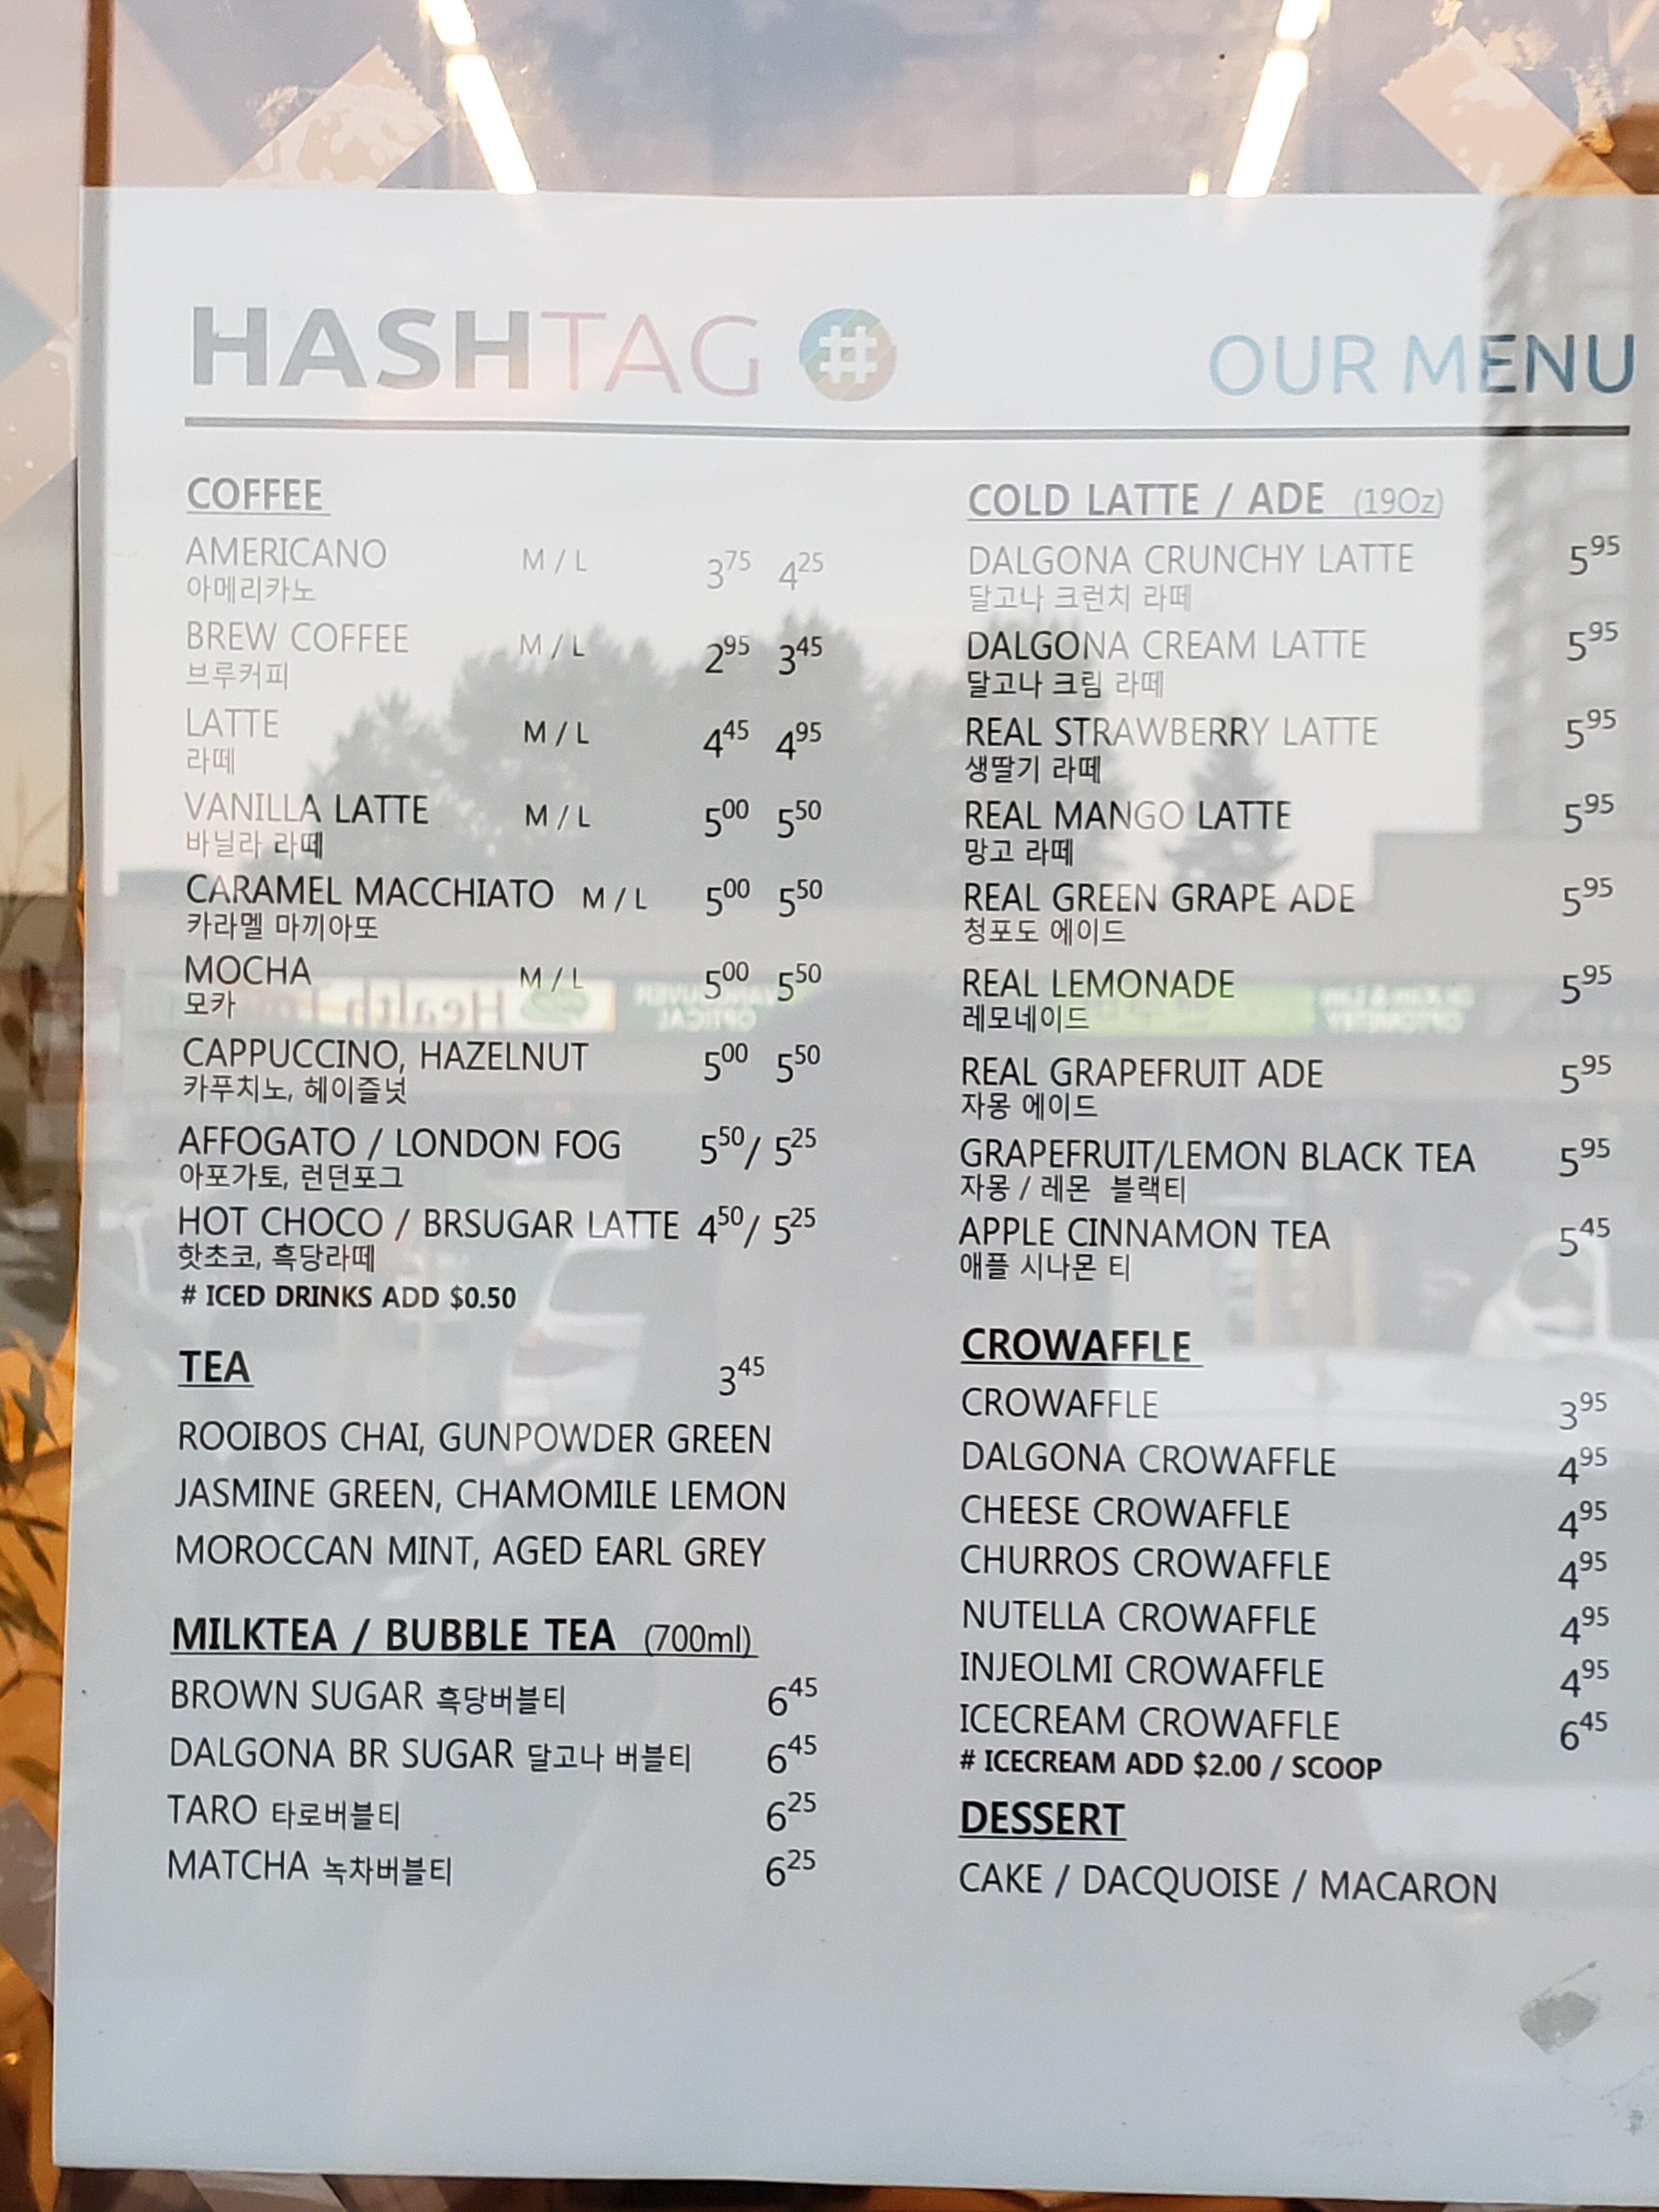 HASHTAG #
OUR MENU
COFFEE
AMERICANO M / L 3.75 4.25
아메리카노
BREW COFFEE M / L 2.95 3.45
브루커피
LATTE M / L 4.45 4.95
라떼
VANILLA LATTE M / L 5.00 5.50
바닐라 라떼
CARAMEL MACCHIATO M / L 5.00 5.50
카라멜 마끼아또
MOCHA M / L 5.00 5.50
모카
CAPPUCCINO, HAZELNUT 5.00 5.50
카푸치노, 헤이즐넛
AFFOGATO / LONDON FOG 5.50/ 5.25
아포가토, 런던포그
HOT CHOCO / BRSUGAR LATTE 4.50/ 5.25
핫초코, 흑당라떼
# ICED DRINKS ADD $0.50
TEA 3.45
ROOIBOS CHAI, GUNPOWDER GREEN
JASMINE GREEN, CHAMOMILE LEMON
MOROCCAN MINT, AGED EARL GREY
MILKTEA / BUBBLE TEA (700ml)
BROWN SUGAR 흑당버블티 6.45
DALGONA BR SUGAR 달고나 버블티 6.45
TARO 타로버블티 6.25
MATCHA 녹차버블티 6.25
COLD LATTE / ADE (19Oz)
DALGONA CRUNCHY LATTE 5.95
달고나 크런치 라떼
DALGONA CREAM LATTE 5.95
달고나 크림 라떼
REAL STRAWBERRY LATTE 5.95
생딸기 라떼
REAL MANGO LATTE 5.95
망고 라떼
REAL GREEN GRAPE ADE 5.95
청포도 에이드
REAL LEMONADE 5.95
레모네이드
REAL GRAPEFRUIT ADE 5.95
자몽 에이드
GRAPEFRUIT/LEMON BLACK TEA 5.95
자몽 / 레몬 블랙티
APPLE CINNAMON TEA 5.45
애플 시나몬 티
CROWAFFLE
CROWAFFLE 3.95
DALGONA CROWAFFLE 4.95
CHEESE CROWAFFLE 4.95
CHURROS CROWAFFLE 4.95
NUTELLA CROWAFFLE 4.95
INJEOLMI CROWAFFLE 4.95
ICECREAM CROWAFFLE 6.45
# ICECREAM ADD $2.00 / SCOOP
DESSERT
CAKE / DACQUOISE / MACARON
VANCOUVER
OPTICAL
Health